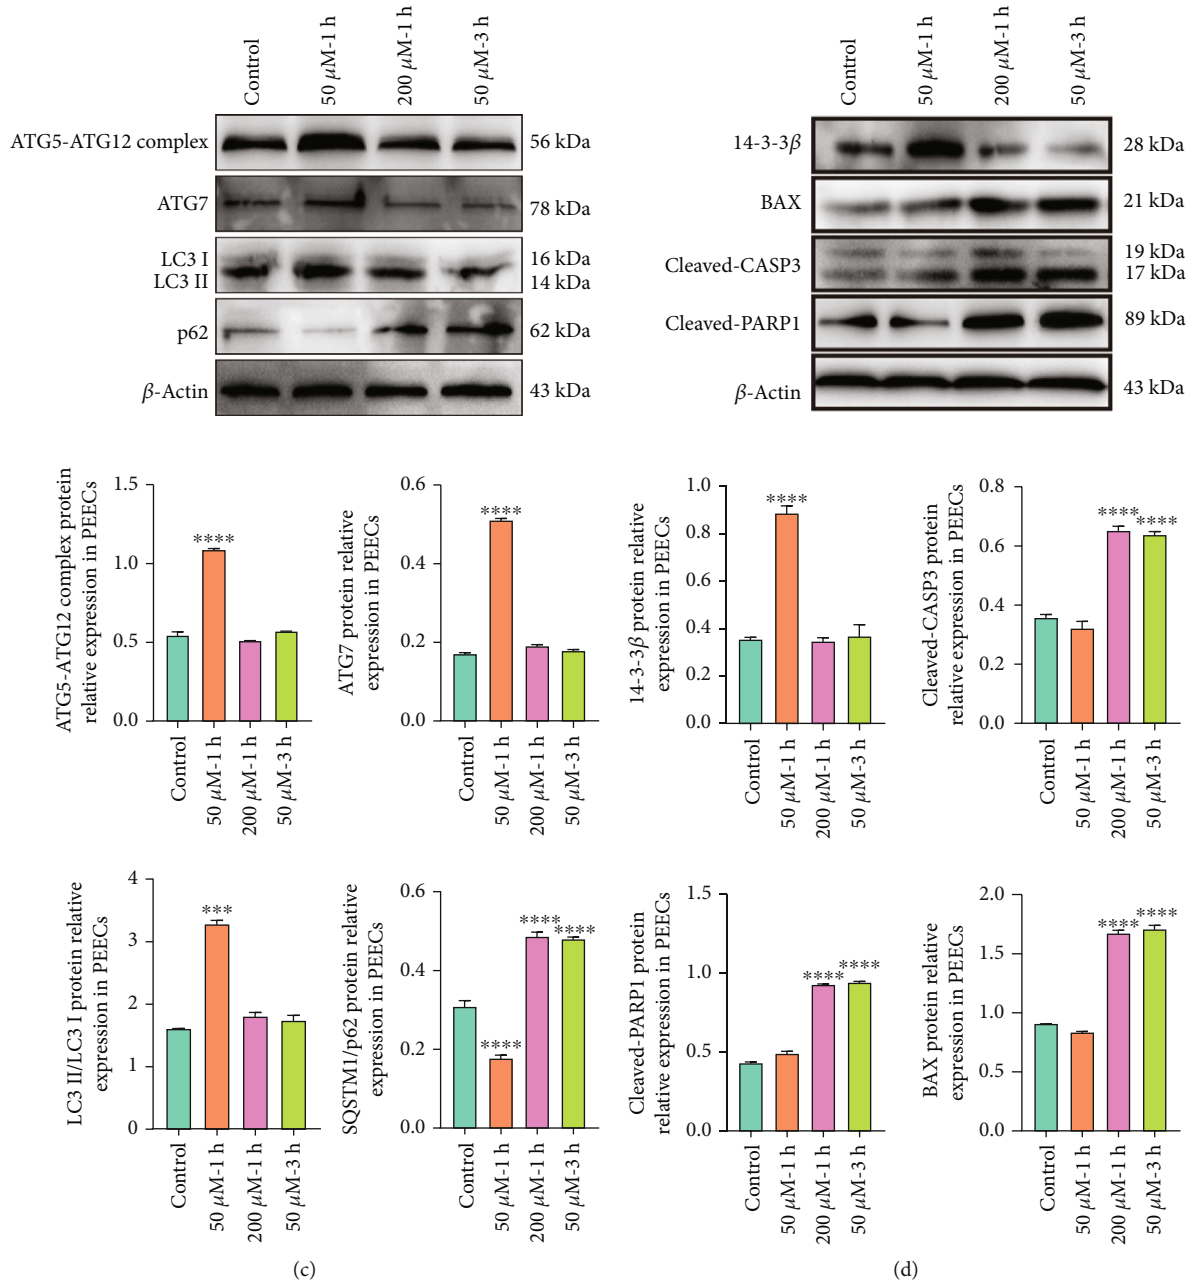 Control
50 μM-1 h
200 μM-1 h
50 μM-3 h
ATG5-ATG12 complex
56 kDa
ATG7
78 kDa
LC3 I
16 kDa
LC3 II
14 kDa
p62
62 kDa
β-Actin
43 kDa
Control
50 μM-1 h
200 μM-1 h
50 μM-3 h
14-3-3β
28 kDa
BAX
21 kDa
Cleaved-CASP3
19 kDa
17 kDa
Cleaved-PARP1
89 kDa
β-Actin
43 kDa
ATG5-ATG12 complex protein
relative expression in PEECs
1.5
1.0
0.5
0.0
****
Control
50 μM-1 h
200 μM-1 h
50 μM-3 h
ATG7 protein relative
expression in PEECs
0.6
0.4
0.2
0.0
****
Control
50 μM-1 h
200 μM-1 h
50 μM-3 h
14-3-3β protein relative
expression in PEECs
1.0
0.8
0.6
0.4
0.2
0.0
****
Control
50 μM-1 h
200 μM-1 h
50 μM-3 h
Cleaved-CASP3 protein
relative expression in PEECs
0.8
0.6
0.4
0.2
0.0
****
****
Control
50 μM-1 h
200 μM-1 h
50 μM-3 h
LC3 II/LC3 I protein relative
expression in PEECs
4
3
2
1
0
***
Control
50 μM-1 h
200 μM-1 h
50 μM-3 h
SQSTM1/p62 protein relative
expression in PEECs
0.6
0.4
0.2
0.0
****
****
****
Control
50 μM-1 h
200 μM-1 h
50 μM-3 h
Cleaved-PARP1 protein
relative expression in PEECs
1.5
1.0
0.5
0.0
****
****
Control
50 μM-1 h
200 μM-1 h
50 μM-3 h
BAX protein relative
expression in PEECs
2.0
1.5
1.0
0.5
0.0
****
****
Control
50 μM-1 h
200 μM-1 h
50 μM-3 h
(c)
(d)